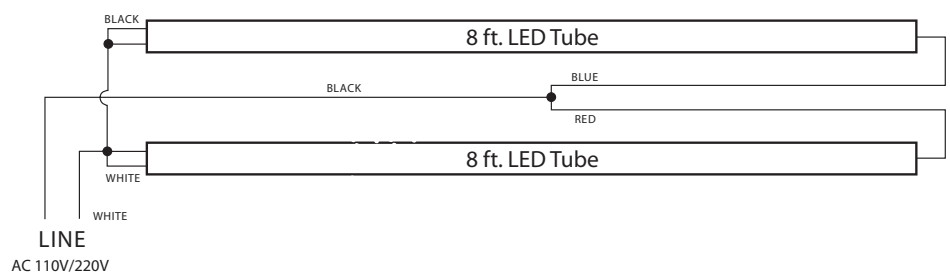 BLACK
8 ft. LED Tube
BLUE
BLACK
RED
8 ft. LED Tube
WHITE
WHITE
LINE
AC 110V/220V